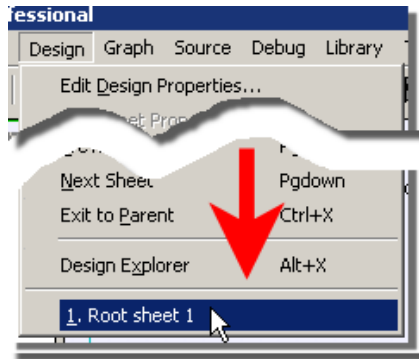 fessional
Design Graph Source Debug Library
Edit Design Properties...
Next Sheet Pgdown
Exit to Parent Ctrl+X
Design Explorer Alt+X
1. Root sheet 1